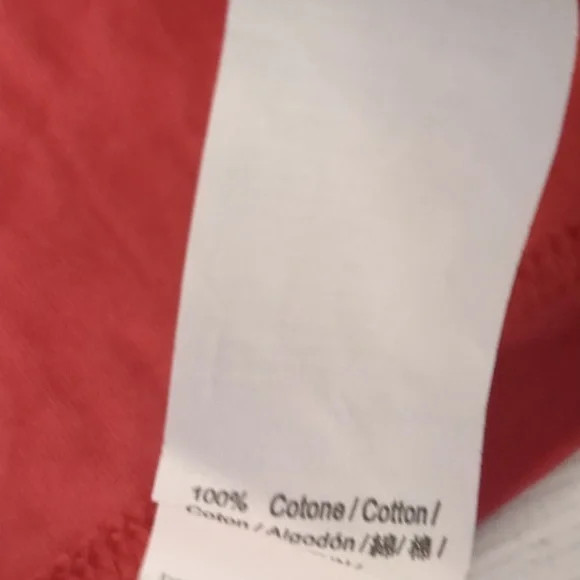 100% Cotone / Cotton /
Coton / Algodón / 綿 / 棉 /